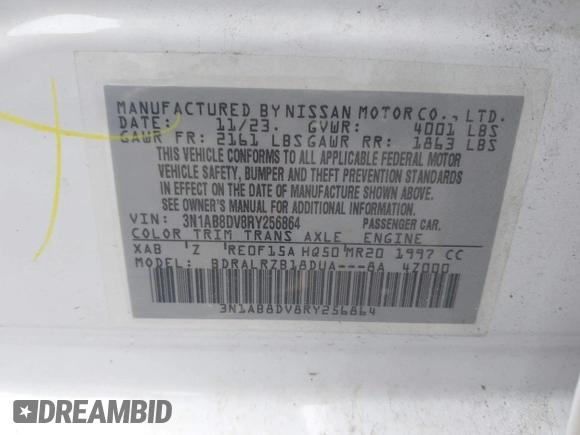 MANUFACTURED BY NISSAN MOTOR CO., LTD.
DATE: 11/23. GVWR: 4001 LBS
GAWR FR: 2161 LBS GAWR RR: 1863 LBS
THIS VEHICLE CONFORMS TO ALL APPLICABLE FEDERAL MOTOR
VEHICLE SAFETY, BUMPER AND THEFT PREVENTION STANDARDS
IN EFFECT ON THE DATE OF MANUFACTURE SHOWN ABOVE.
SEE OWNER'S MANUAL FOR ADDITIONAL INFORMATION.
VIN: 3N1AB8DV8RY256864 PASSENGER CAR.
COLOR TRIM TRANS AXLE ENGINE
XAB 'Z 'RE0F15A HQ50'MR20 1997 CC
MODEL: BDRALRZB18DUA---8A 4Z000
3N1AB8DV8RY256864
DREAMBID